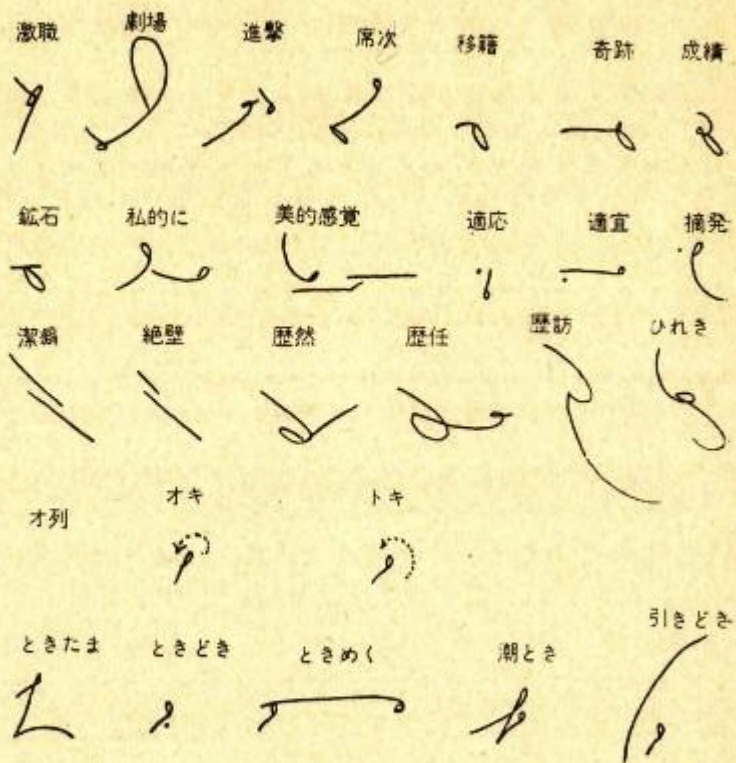 激職 劇場 進撃 席次 移籍 奇跡 成績
鉱石 私的に 美的感覚 適応 適宜 摘発
潔癖 絶壁 歴然 歴任 歴訪 ひれき
オ列 オキ トキ
ときたま ときどき ときめく 潮とき 引きどき